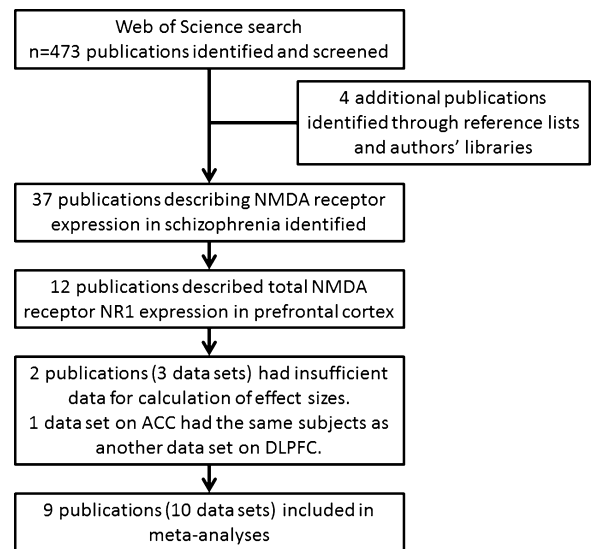 Web of Science search
n=473 publications identified and screened
4 additional publications
identified through reference lists
and authors’ libraries
37 publications describing NMDA receptor
expression in schizophrenia identified
12 publications described total NMDA
receptor NR1 expression in prefrontal cortex
2 publications (3 data sets) had insufficient
data for calculation of effect sizes.
1 data set on ACC had the same subjects as
another data set on DLPFC.
9 publications (10 data sets) included in
meta-analyses